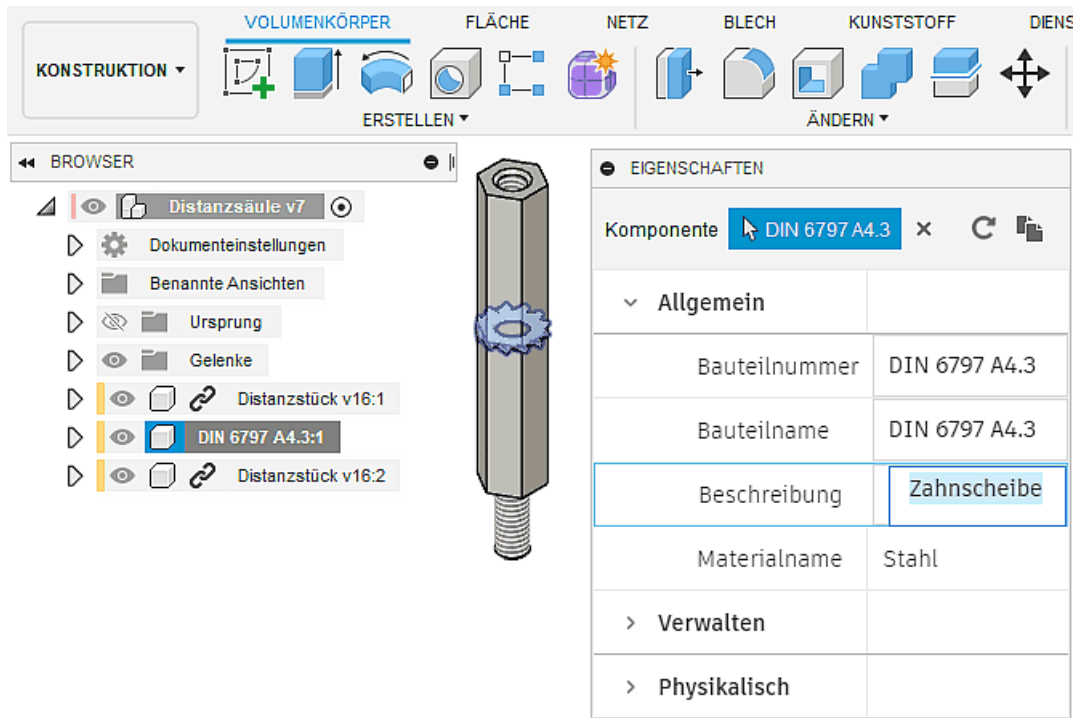 VOLUMENKÖRPER FLÄCHE NETZ BLECH KUNSTSTOFF DIENS
KONSTRUKTION
ERSTELLEN ÄNDERN
BROWSER
Distanzsäule v7
Dokumenteinstellungen
Benannte Ansichten
Ursprung
Gelenke
Distanzstück v16:1
DIN 6797 A4.3:1
Distanzstück v16:2
EIGENSCHAFTEN
Komponente DIN 6797 A4.3
Allgemein
Bauteilnummer DIN 6797 A4.3
Bauteilname DIN 6797 A4.3
Beschreibung Zahnscheibe
Materialname Stahl
Verwalten
Physikalisch